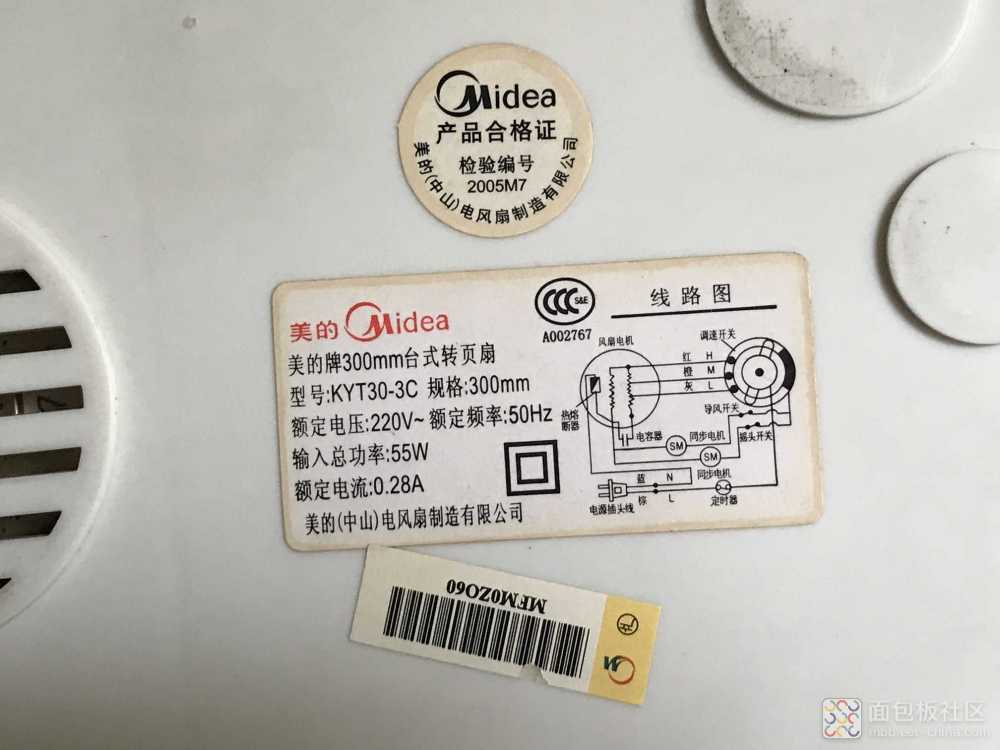 Midea
产品合格证
检验编号
2005M7
美的(中山)电风扇制造有限公司
美的 Midea
CCC S&E
A002767
线路图
美的牌300mm台式转页扇
型号:KYT30-3C 规格:300mm
额定电压:220V~ 额定频率:50Hz
输入总功率:55W
额定电流:0.28A
美的(中山)电风扇制造有限公司
风扇电机
调速开关
红 H
橙 M
灰 L
热熔
断器
导风开关
电容器
同步电机
摇头开关
SM
SM
同步电机
蓝 N
棕 L
电源插头线
定时器
MFM0ZO60
面包板社区
mbb.eet-china.com